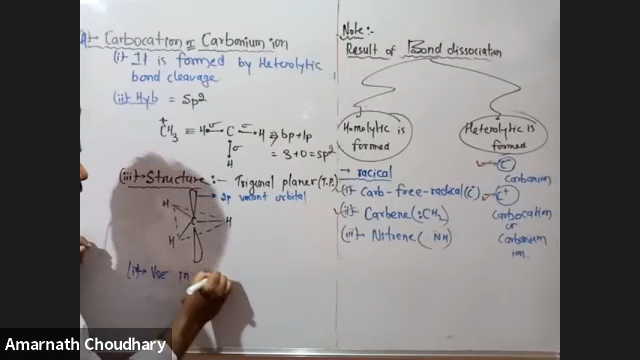 Carbocation or Carbonium ion
(i) It is formed by Heterolytic
bond cleavage.
(ii) Hyb = Sp2
+
CH3 ≡ H σ C σ H ⇒ bp+lp
σ = 3+0=sp2
H
(iii)→Structure:- Trigonal planer(T.P.)
→ 2p vacant orbital
H
C H
H
Use in
Note:-
Result of Bond dissociation
Homolytic is
formed
Heterolytic is
formed
→ radical
(i) Carb-free-radical (C)
(ii) Carbene (:CH2)
(iii)→ Nitrene ( NH)
C-
Carbanion
C+
Carbocation
or
Carbonium
ion.
Amarnath Choudhary